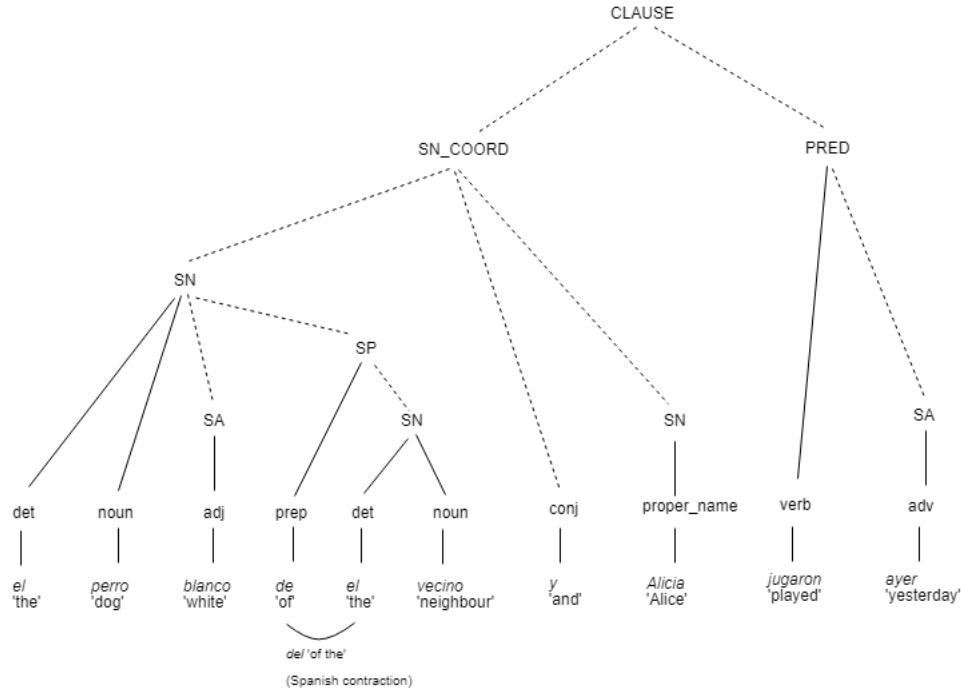 CLAUSE
SN_COORD PRED
SN
SP
SA SN SN SA
det noun adj prep det noun conj proper_name verb adv
el perro blanco de el vecino y Alicia jugaron ayer
'the' 'dog' 'white' 'of' 'the' 'neighbour' 'and' 'Alice' 'played' 'yesterday'
del 'of the'
(Spanish contraction)